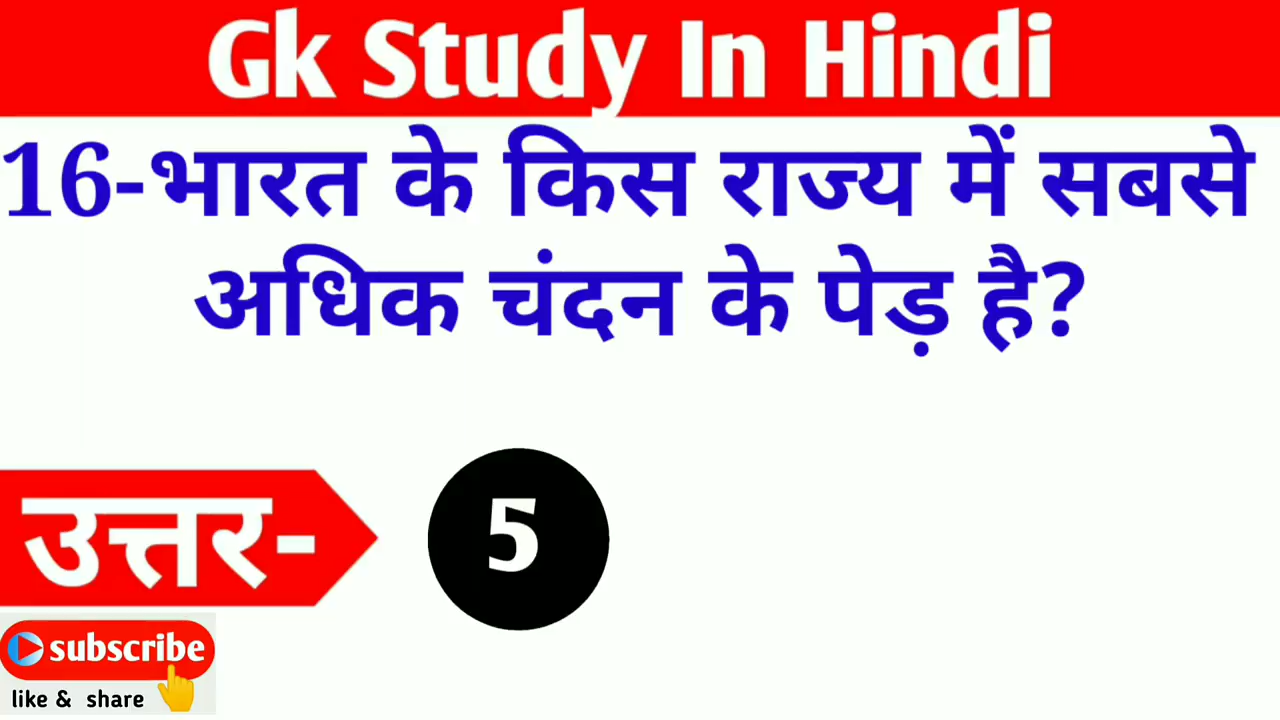 Gk Study In Hindi
16-भारत के किस राज्य में सबसे
अधिक चंदन के पेड़ है?
उत्तर-
5
subscribe
like & share